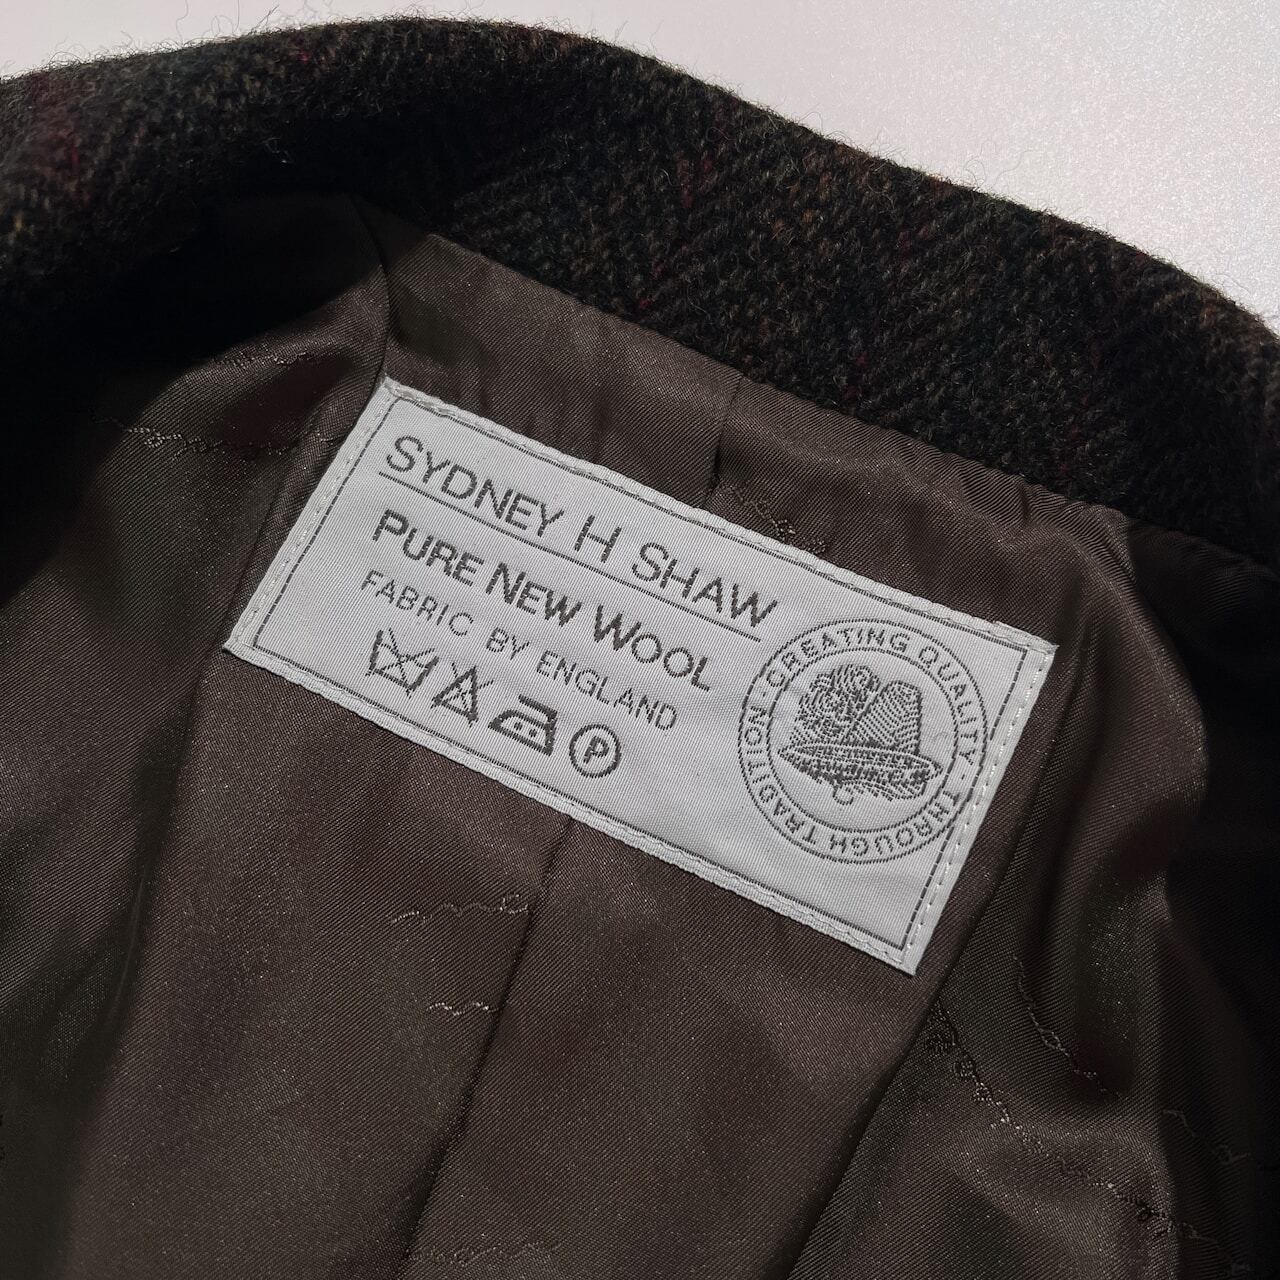 SYDNEY H SHAW
PURE NEW WOOL
FABRIC BY ENGLAND
P
CREATING QUALITY · THROUGH TRADITION ·